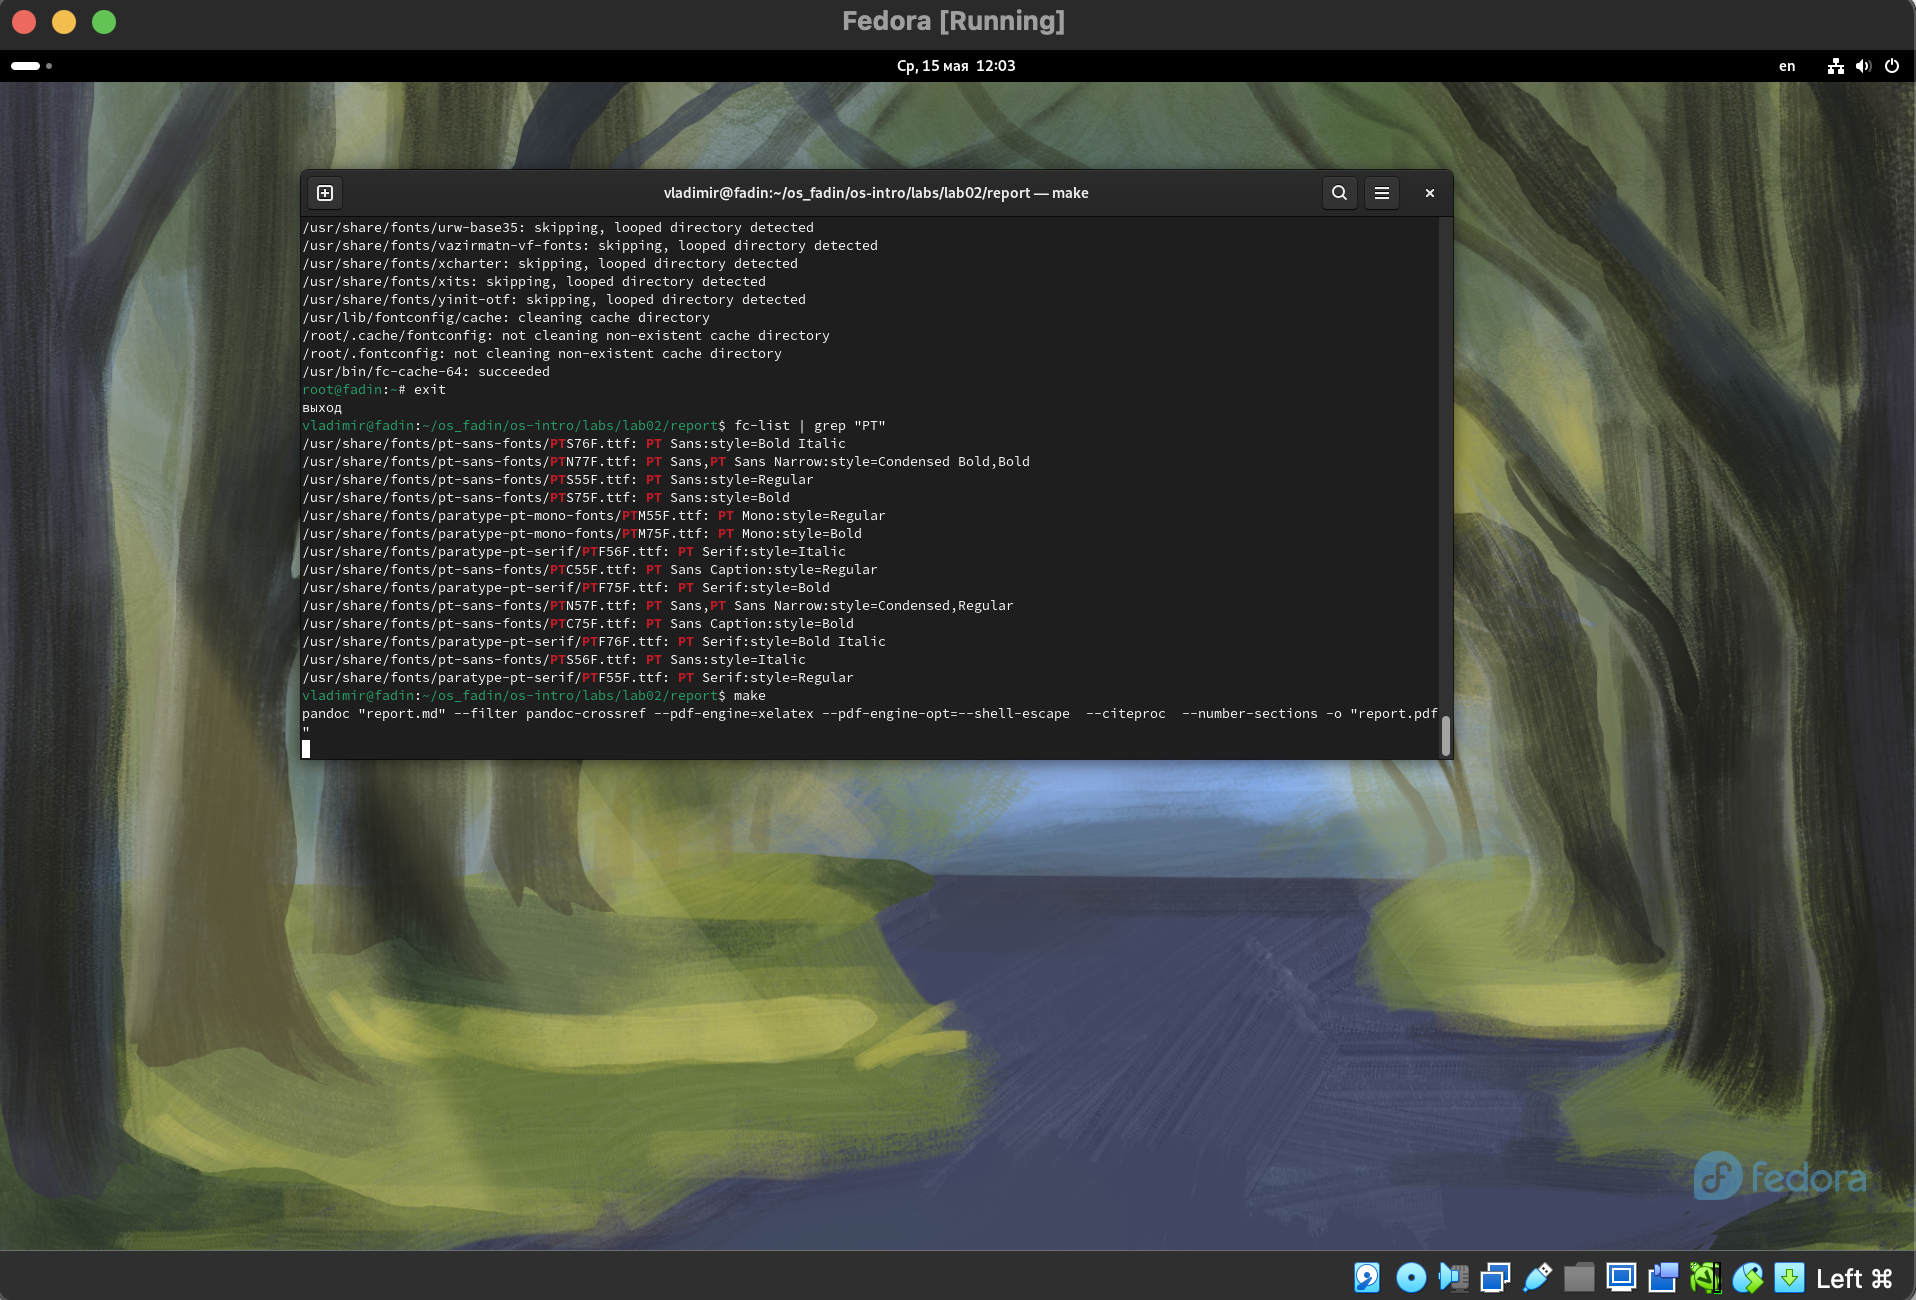 Fedora [Running]
Ср, 15 мая 12:03
en
vladimir@fadin:~/os_fadin/os-intro/labs/lab02/report — make
/usr/share/fonts/urw-base35: skipping, looped directory detected
/usr/share/fonts/vazirmatn-vf-fonts: skipping, looped directory detected
/usr/share/fonts/xcharter: skipping, looped directory detected
/usr/share/fonts/xits: skipping, looped directory detected
/usr/share/fonts/yinit-otf: skipping, looped directory detected
/usr/lib/fontconfig/cache: cleaning cache directory
/root/.cache/fontconfig: not cleaning non-existent cache directory
/root/.fontconfig: not cleaning non-existent cache directory
/usr/bin/fc-cache-64: succeeded
root@fadin:~# exit
выход
vladimir@fadin:~/os_fadin/os-intro/labs/lab02/report$ fc-list | grep "PT"
/usr/share/fonts/pt-sans-fonts/PTS76F.ttf: PT Sans:style=Bold Italic
/usr/share/fonts/pt-sans-fonts/PTN77F.ttf: PT Sans,PT Sans Narrow:style=Condensed Bold,Bold
/usr/share/fonts/pt-sans-fonts/PTS55F.ttf: PT Sans:style=Regular
/usr/share/fonts/pt-sans-fonts/PTS75F.ttf: PT Sans:style=Bold
/usr/share/fonts/paratype-pt-mono-fonts/PTM55F.ttf: PT Mono:style=Regular
/usr/share/fonts/paratype-pt-mono-fonts/PTM75F.ttf: PT Mono:style=Bold
/usr/share/fonts/paratype-pt-serif/PTF56F.ttf: PT Serif:style=Italic
/usr/share/fonts/pt-sans-fonts/PTC55F.ttf: PT Sans Caption:style=Regular
/usr/share/fonts/paratype-pt-serif/PTF75F.ttf: PT Serif:style=Bold
/usr/share/fonts/pt-sans-fonts/PTN57F.ttf: PT Sans,PT Sans Narrow:style=Condensed,Regular
/usr/share/fonts/pt-sans-fonts/PTC75F.ttf: PT Sans Caption:style=Bold
/usr/share/fonts/paratype-pt-serif/PTF76F.ttf: PT Serif:style=Bold Italic
/usr/share/fonts/pt-sans-fonts/PTS56F.ttf: PT Sans:style=Italic
/usr/share/fonts/paratype-pt-serif/PTF55F.ttf: PT Serif:style=Regular
vladimir@fadin:~/os_fadin/os-intro/labs/lab02/report$ make
pandoc "report.md" --filter pandoc-crossref --pdf-engine=xelatex --pdf-engine-opt=--shell-escape  --citeproc  --number-sections -o "report.pdf
"
fedora
Left ⌘